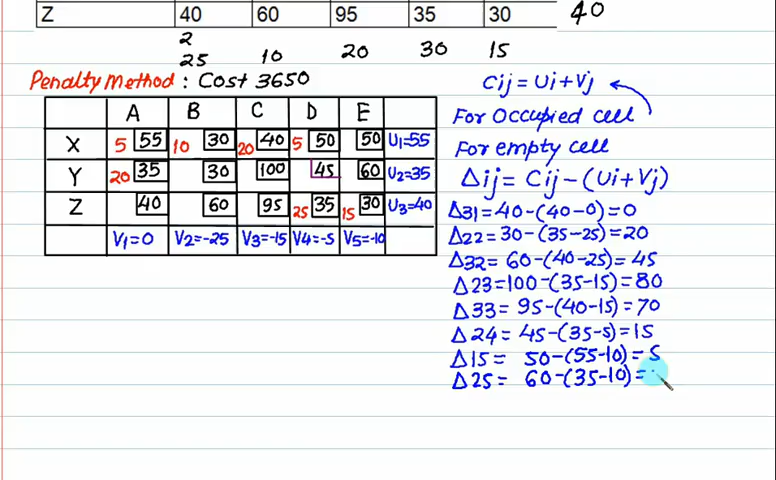 Z 40 60 95 35 30 40
2
25 10 20 30 15
Penalty Method : Cost 3650
A B C D E
X 5 55 10 30 20 40 5 50 50 U1=55
Y 20 35 30 100 45 60 U2=35
Z 40 60 95 25 35 15 30 U3=40
V1=0 V2=-25 V3=-15 V4=-5 V5=-10
Cij = Ui+Vj
For Occupied cell
For empty cell
Δij = Cij-(Ui+Vj)
Δ31=40-(40-0)=0
Δ22=30-(35-25)=20
Δ32=60-(40-25)=45
Δ23=100-(35-15)=80
Δ33=95-(40-15)=70
Δ24=45-(35-5)=15
Δ15= 50-(55-10)=5
Δ25= 60-(35-10)=